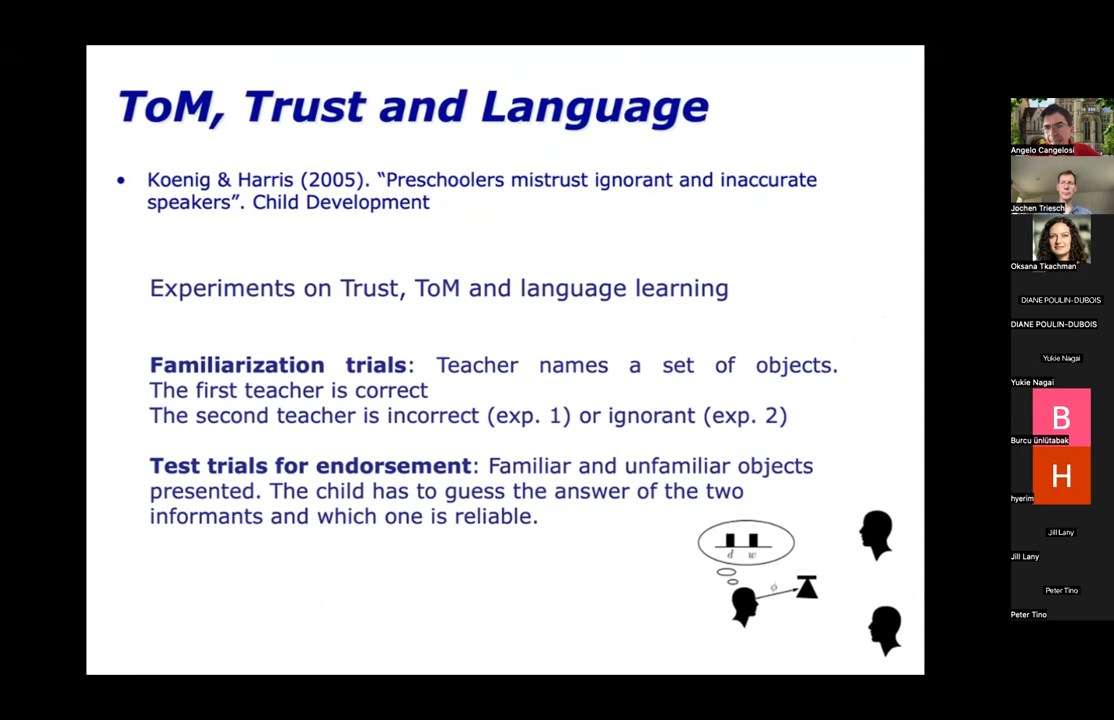 ToM, Trust and Language
• Koenig & Harris (2005). “Preschoolers mistrust ignorant and inaccurate
speakers”. Child Development
Experiments on Trust, ToM and language learning
Familiarization trials: Teacher names a set of objects.
The first teacher is correct
The second teacher is incorrect (exp. 1) or ignorant (exp. 2)
Test trials for endorsement: Familiar and unfamiliar objects
presented. The child has to guess the answer of the two
informants and which one is reliable.
d w
ϕ
Angelo Cangelosi
Jochen Triesch
Oksana Tkachman
DIANE POULIN-DUBOIS
DIANE POULIN-DUBOIS
Yukie Nagai
Yukie Nagai
B
Burcu ünlütabak
H
hyerim
Jill Lany
Jill Lany
Peter Tino
Peter Tino